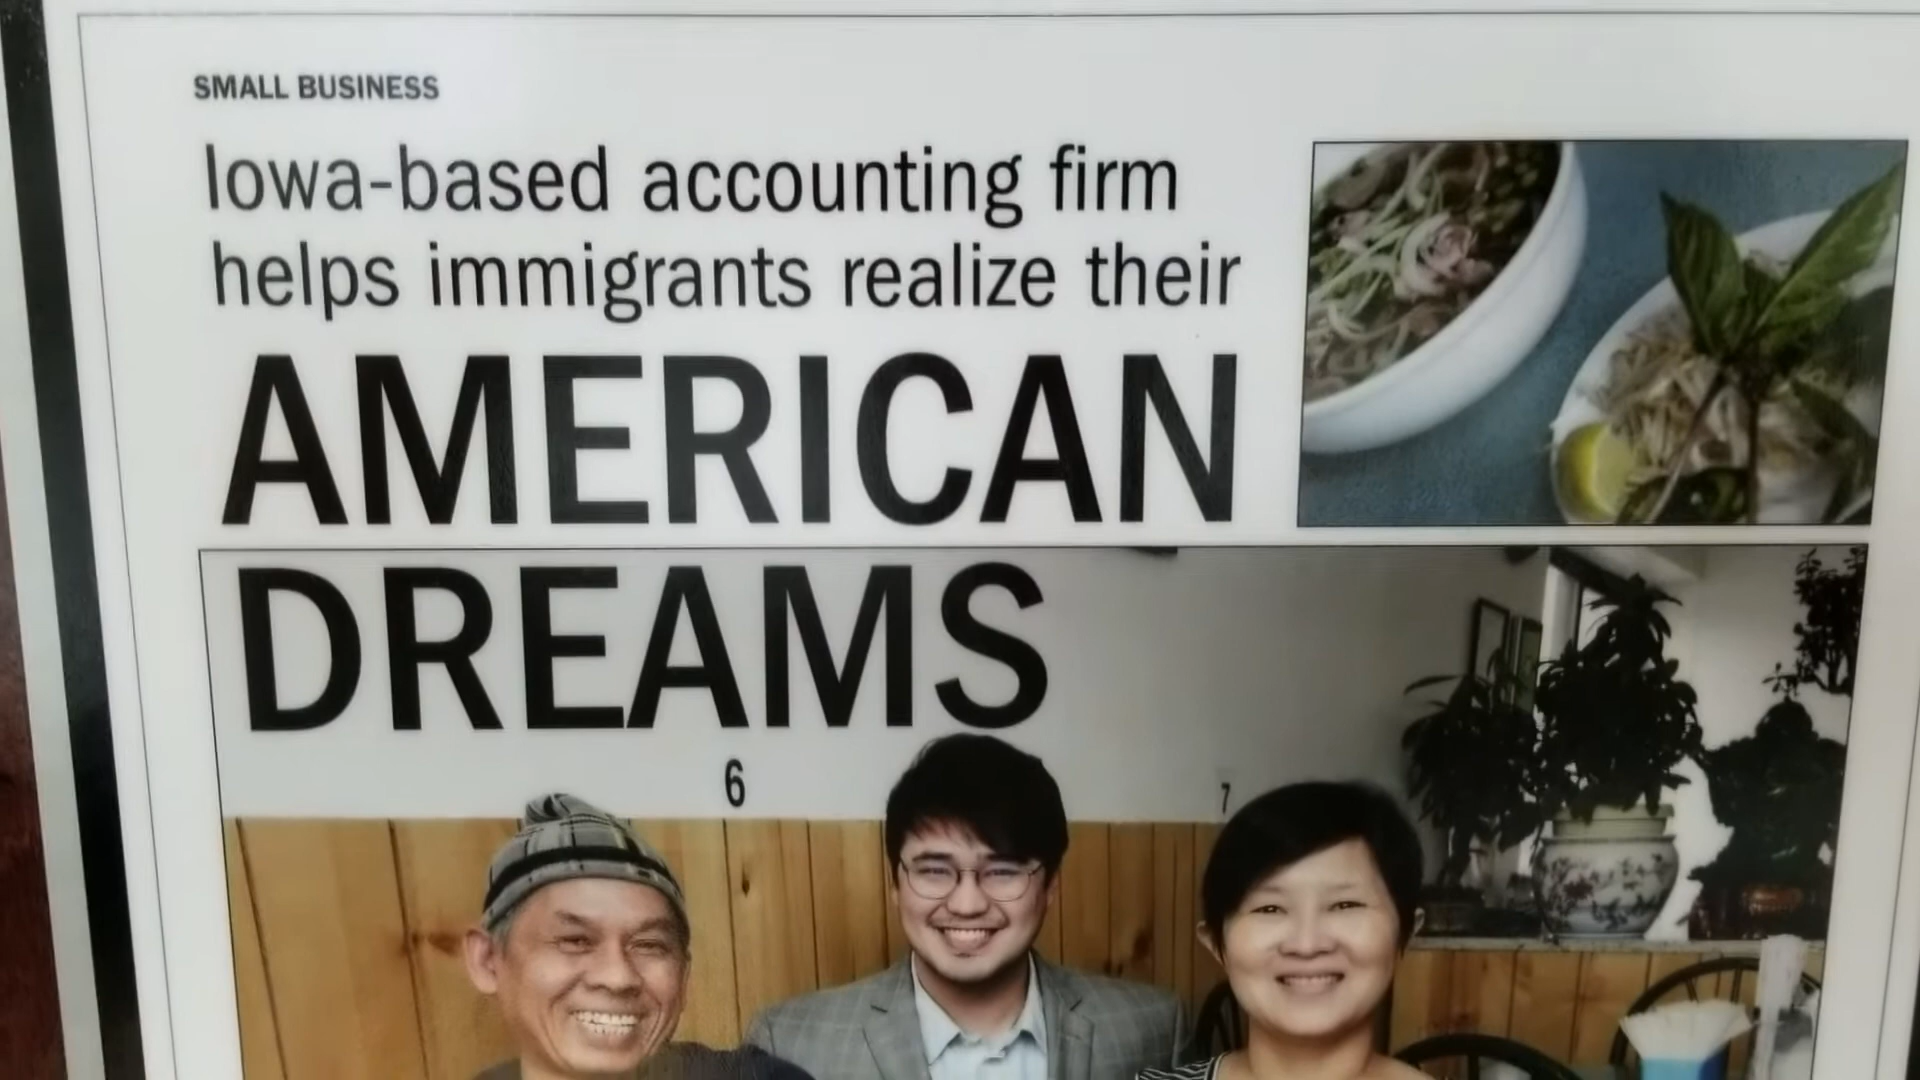 SMALL BUSINESS
Iowa-based accounting firm
helps immigrants realize their
AMERICAN
DREAMS
6
7